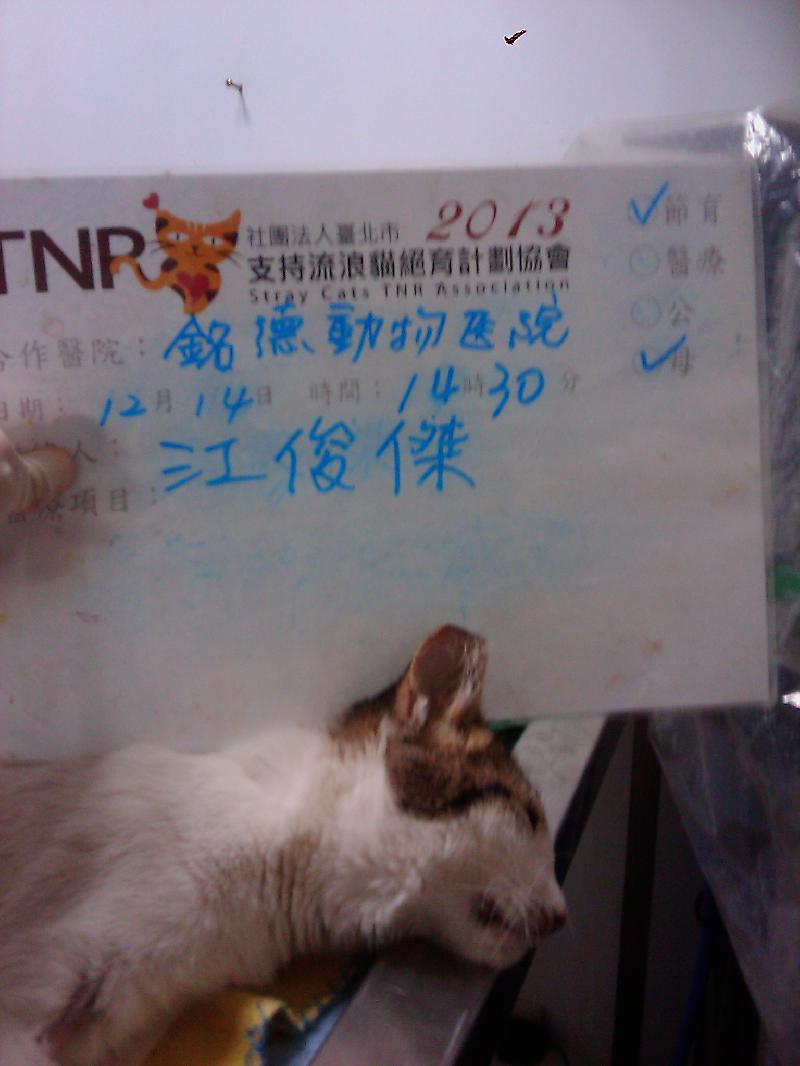 TNR 社團法人臺北市 2013
支持流浪貓絕育計劃協會
Stray Cats TNR Association
節育
醫療
公
母
合作醫院：銘德動物医院
日期：12月14日 時間：14時30分
人：江俊傑
醫療項目：